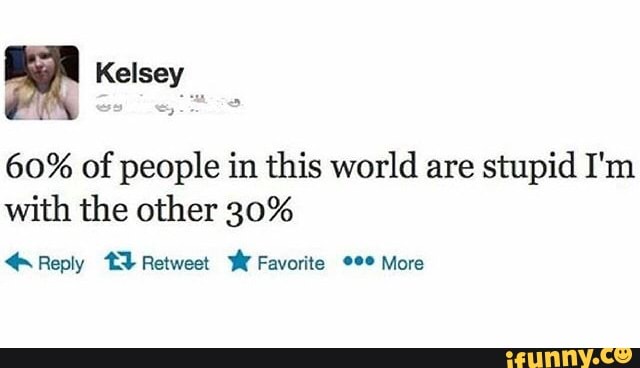 Kelsey
60% of people in this world are stupid I'm
with the other 30%
Reply Retweet Favorite More
ifunny.co